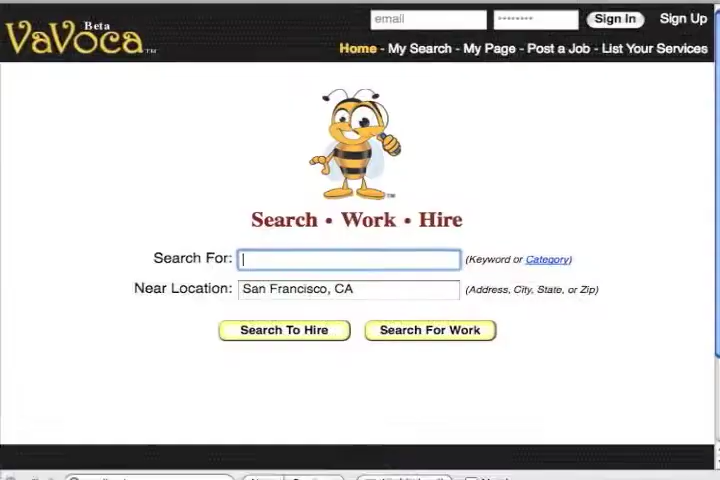 Beta
VaVoca™
email
Sign In
Sign Up
Home - My Search - My Page - Post a Job - List Your Services
TM
Search • Work • Hire
Search For:
(Keyword or Category)
Near Location:
San Francisco, CA
(Address, City, State, or Zip)
Search To Hire
Search For Work